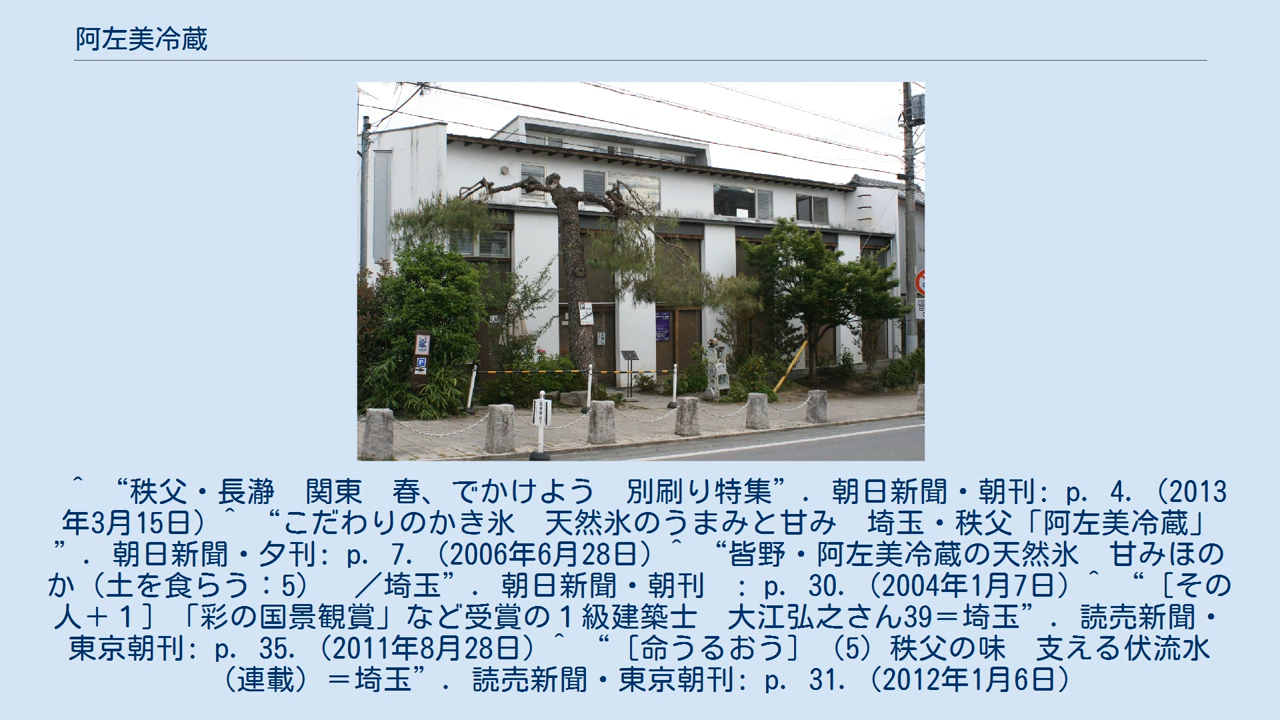 阿左美冷蔵
^ “秩父・長瀞　関東　春、でかけよう　別刷り特集”. 朝日新聞・朝刊: p. 4. (2013
年3月15日) ^ “こだわりのかき氷　天然氷のうまみと甘み　埼玉・秩父「阿左美冷蔵」
”. 朝日新聞・夕刊: p. 7. (2006年6月28日) ^ “皆野・阿左美冷蔵の天然氷　甘みほの
か（土を食らう：5）　／埼玉”. 朝日新聞・朝刊　: p. 30. (2004年1月7日) ^ “［その
人＋１］「彩の国景観賞」など受賞の１級建築士　大江弘之さん39＝埼玉”. 読売新聞・
東京朝刊: p. 35. (2011年8月28日) ^ “［命うるおう］（5）秩父の味　支える伏流水
（連載）＝埼玉”. 読売新聞・東京朝刊: p. 31. (2012年1月6日)
P